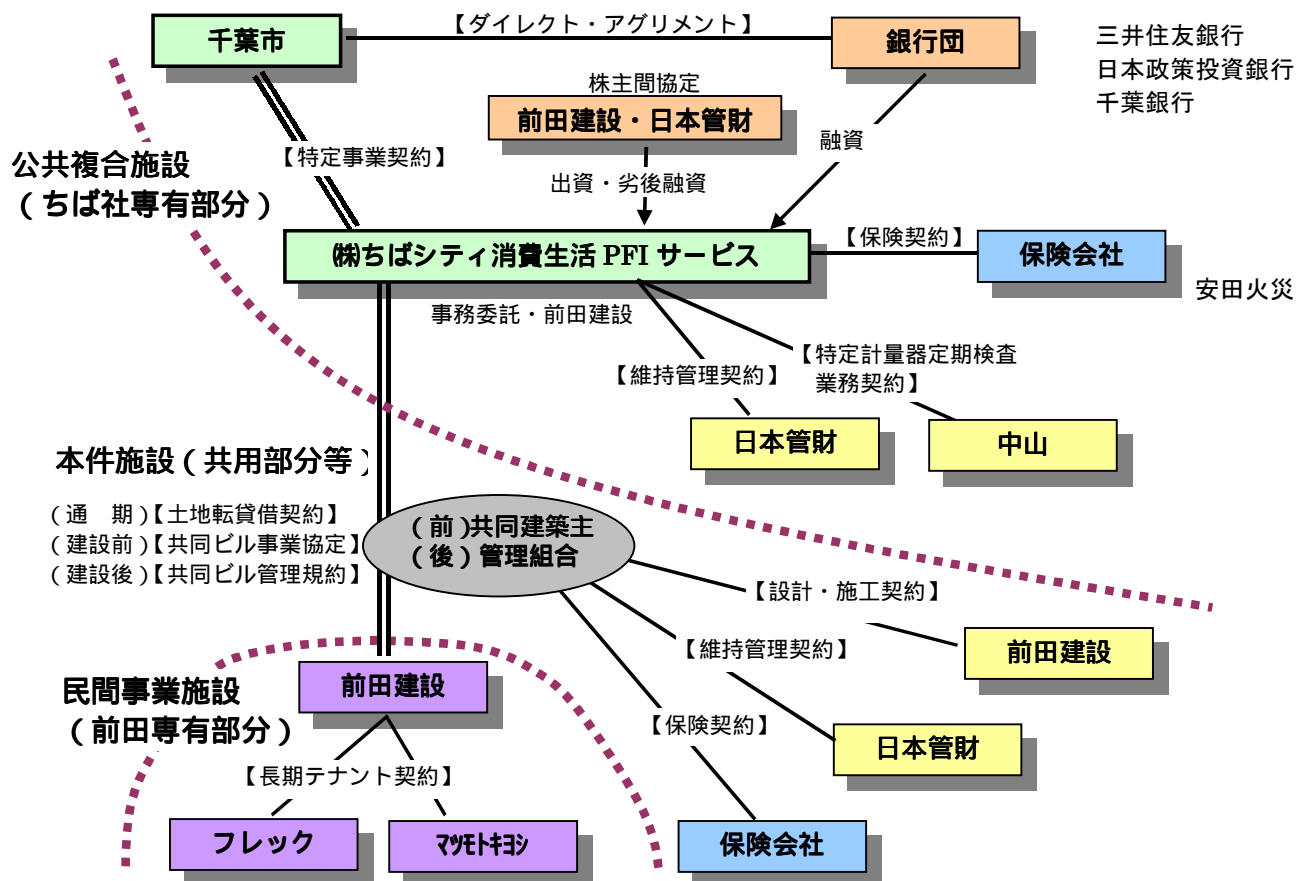 千葉市
【ダイレクト・アグリメント】
銀行団
三井住友銀行
日本政策投資銀行
千葉銀行
株主間協定
前田建設・日本管財
融資
【特定事業契約】
出資・劣後融資
公共複合施設
（ちば社専有部分）
㈱ちばシティ消費生活 PFI サービス
【保険契約】
保険会社
安田火災
事務委託・前田建設
【維持管理契約】
【特定計量器定期検査
業務契約】
日本管財
中山
本件施設（共用部分等）
（通　期）【土地転貸借契約】
（建設前）【共同ビル事業協定】
（建設後）【共同ビル管理規約】
（前）共同建築主
（後）管理組合
【設計・施工契約】
前田建設
【維持管理契約】
日本管財
【保険契約】
保険会社
民間事業施設
（前田専有部分）
前田建設
【長期テナント契約】
フレック
ﾏﾂﾓﾄｷﾖｼ